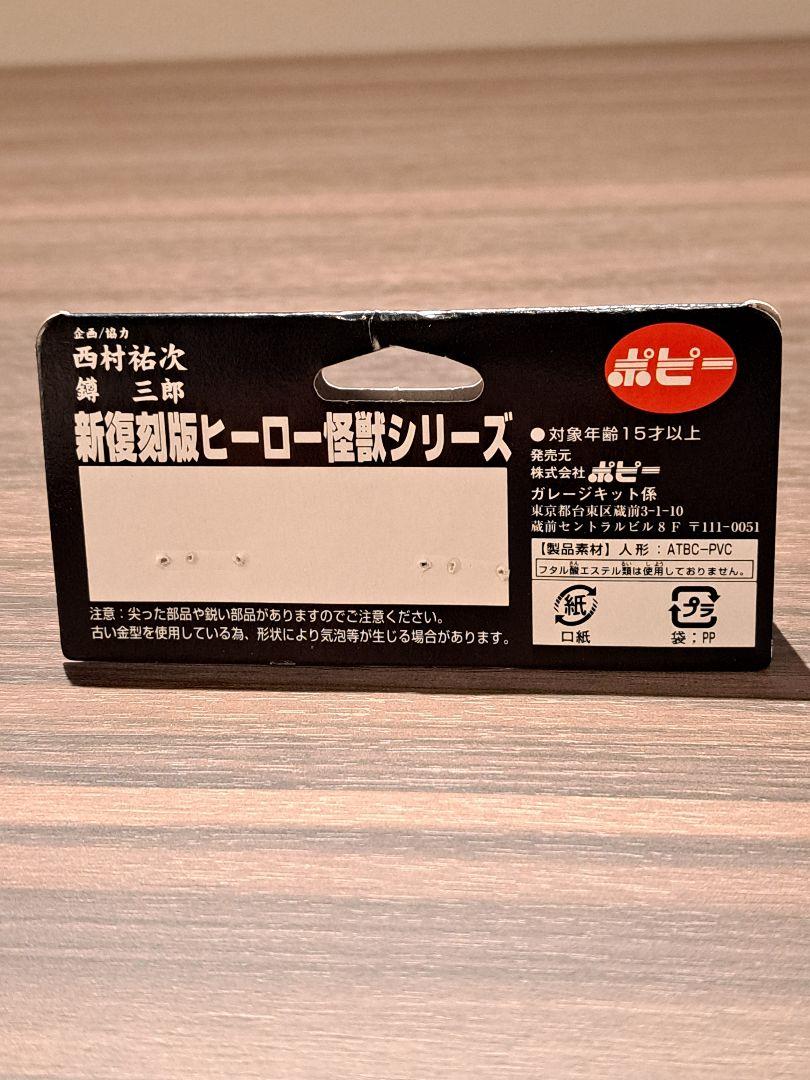 企画/協力
西村祐次
鐏 三郎
新復刻版ヒーロー怪獣シリーズ
注意：尖った部品や鋭い部品がありますのでご注意ください。
古い金型を使用している為、形状により気泡等が生じる場合があります。
ポピー
●対象年齢15才以上
発売元
株式会社ポピー
ガレージキット係
東京都台東区蔵前3-1-10
蔵前セントラルビル8F 〒111-0051
【製品素材】人形：ATBC-PVC
フタル酸エステル類は使用しておりません。
紙
口紙
プラ
袋；PP